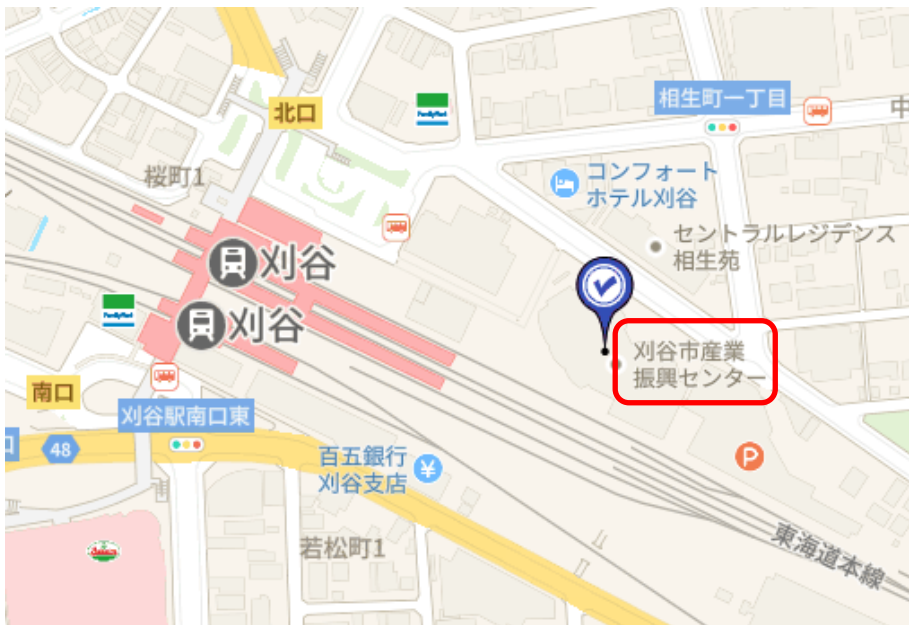 北口
FamilyMart
相生町一丁目
中
桜町1
コンフォート
ホテル刈谷
セントラルレジデンス
相生苑
刈谷
刈谷
FamilyMart
刈谷市産業
振興センター
南口
刈谷駅南口東
口
48
百五銀行
刈谷支店
¥
P
若松町1
東海道本線